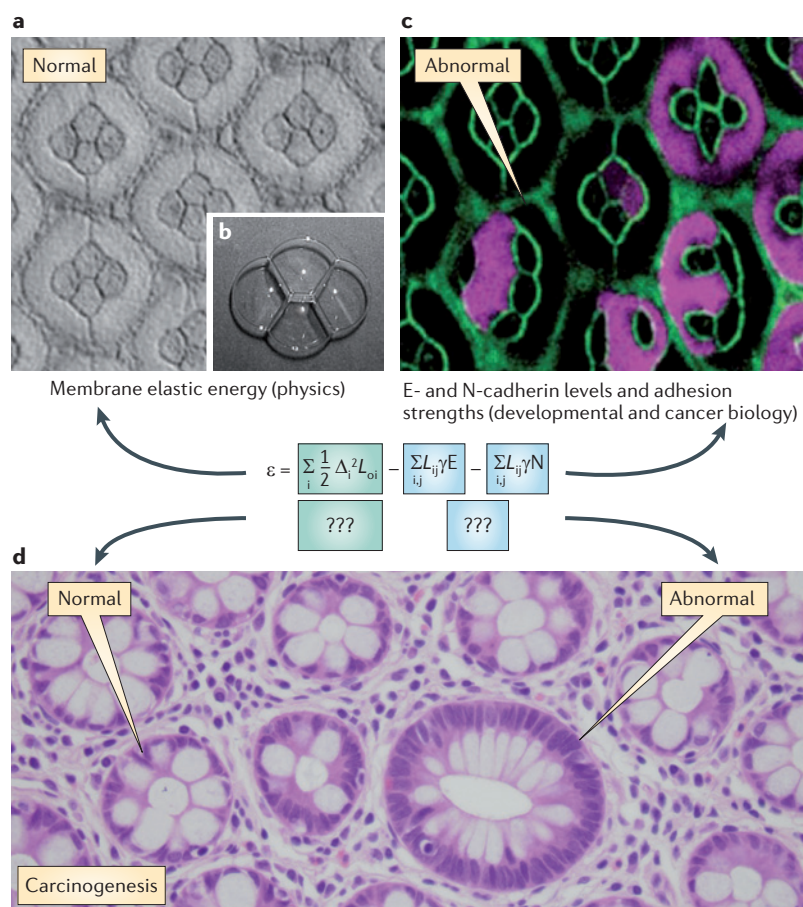 a
Normal
b
c
Abnormal
Membrane elastic energy (physics)
E- and N-cadherin levels and adhesion
strengths (developmental and cancer biology)
ε = Σ i 1/2 Δi²Loi – ΣLijγE i,j – ΣLijγN i,j
??? ???
d
Normal
Abnormal
Carcinogenesis